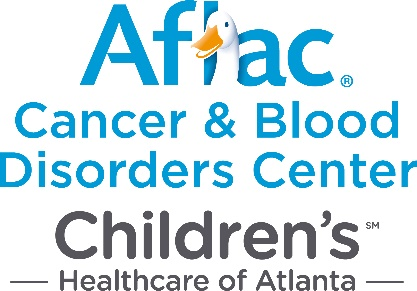 Aflac®
Cancer & Blood
Disorders Center
Children's℠
Healthcare of Atlanta